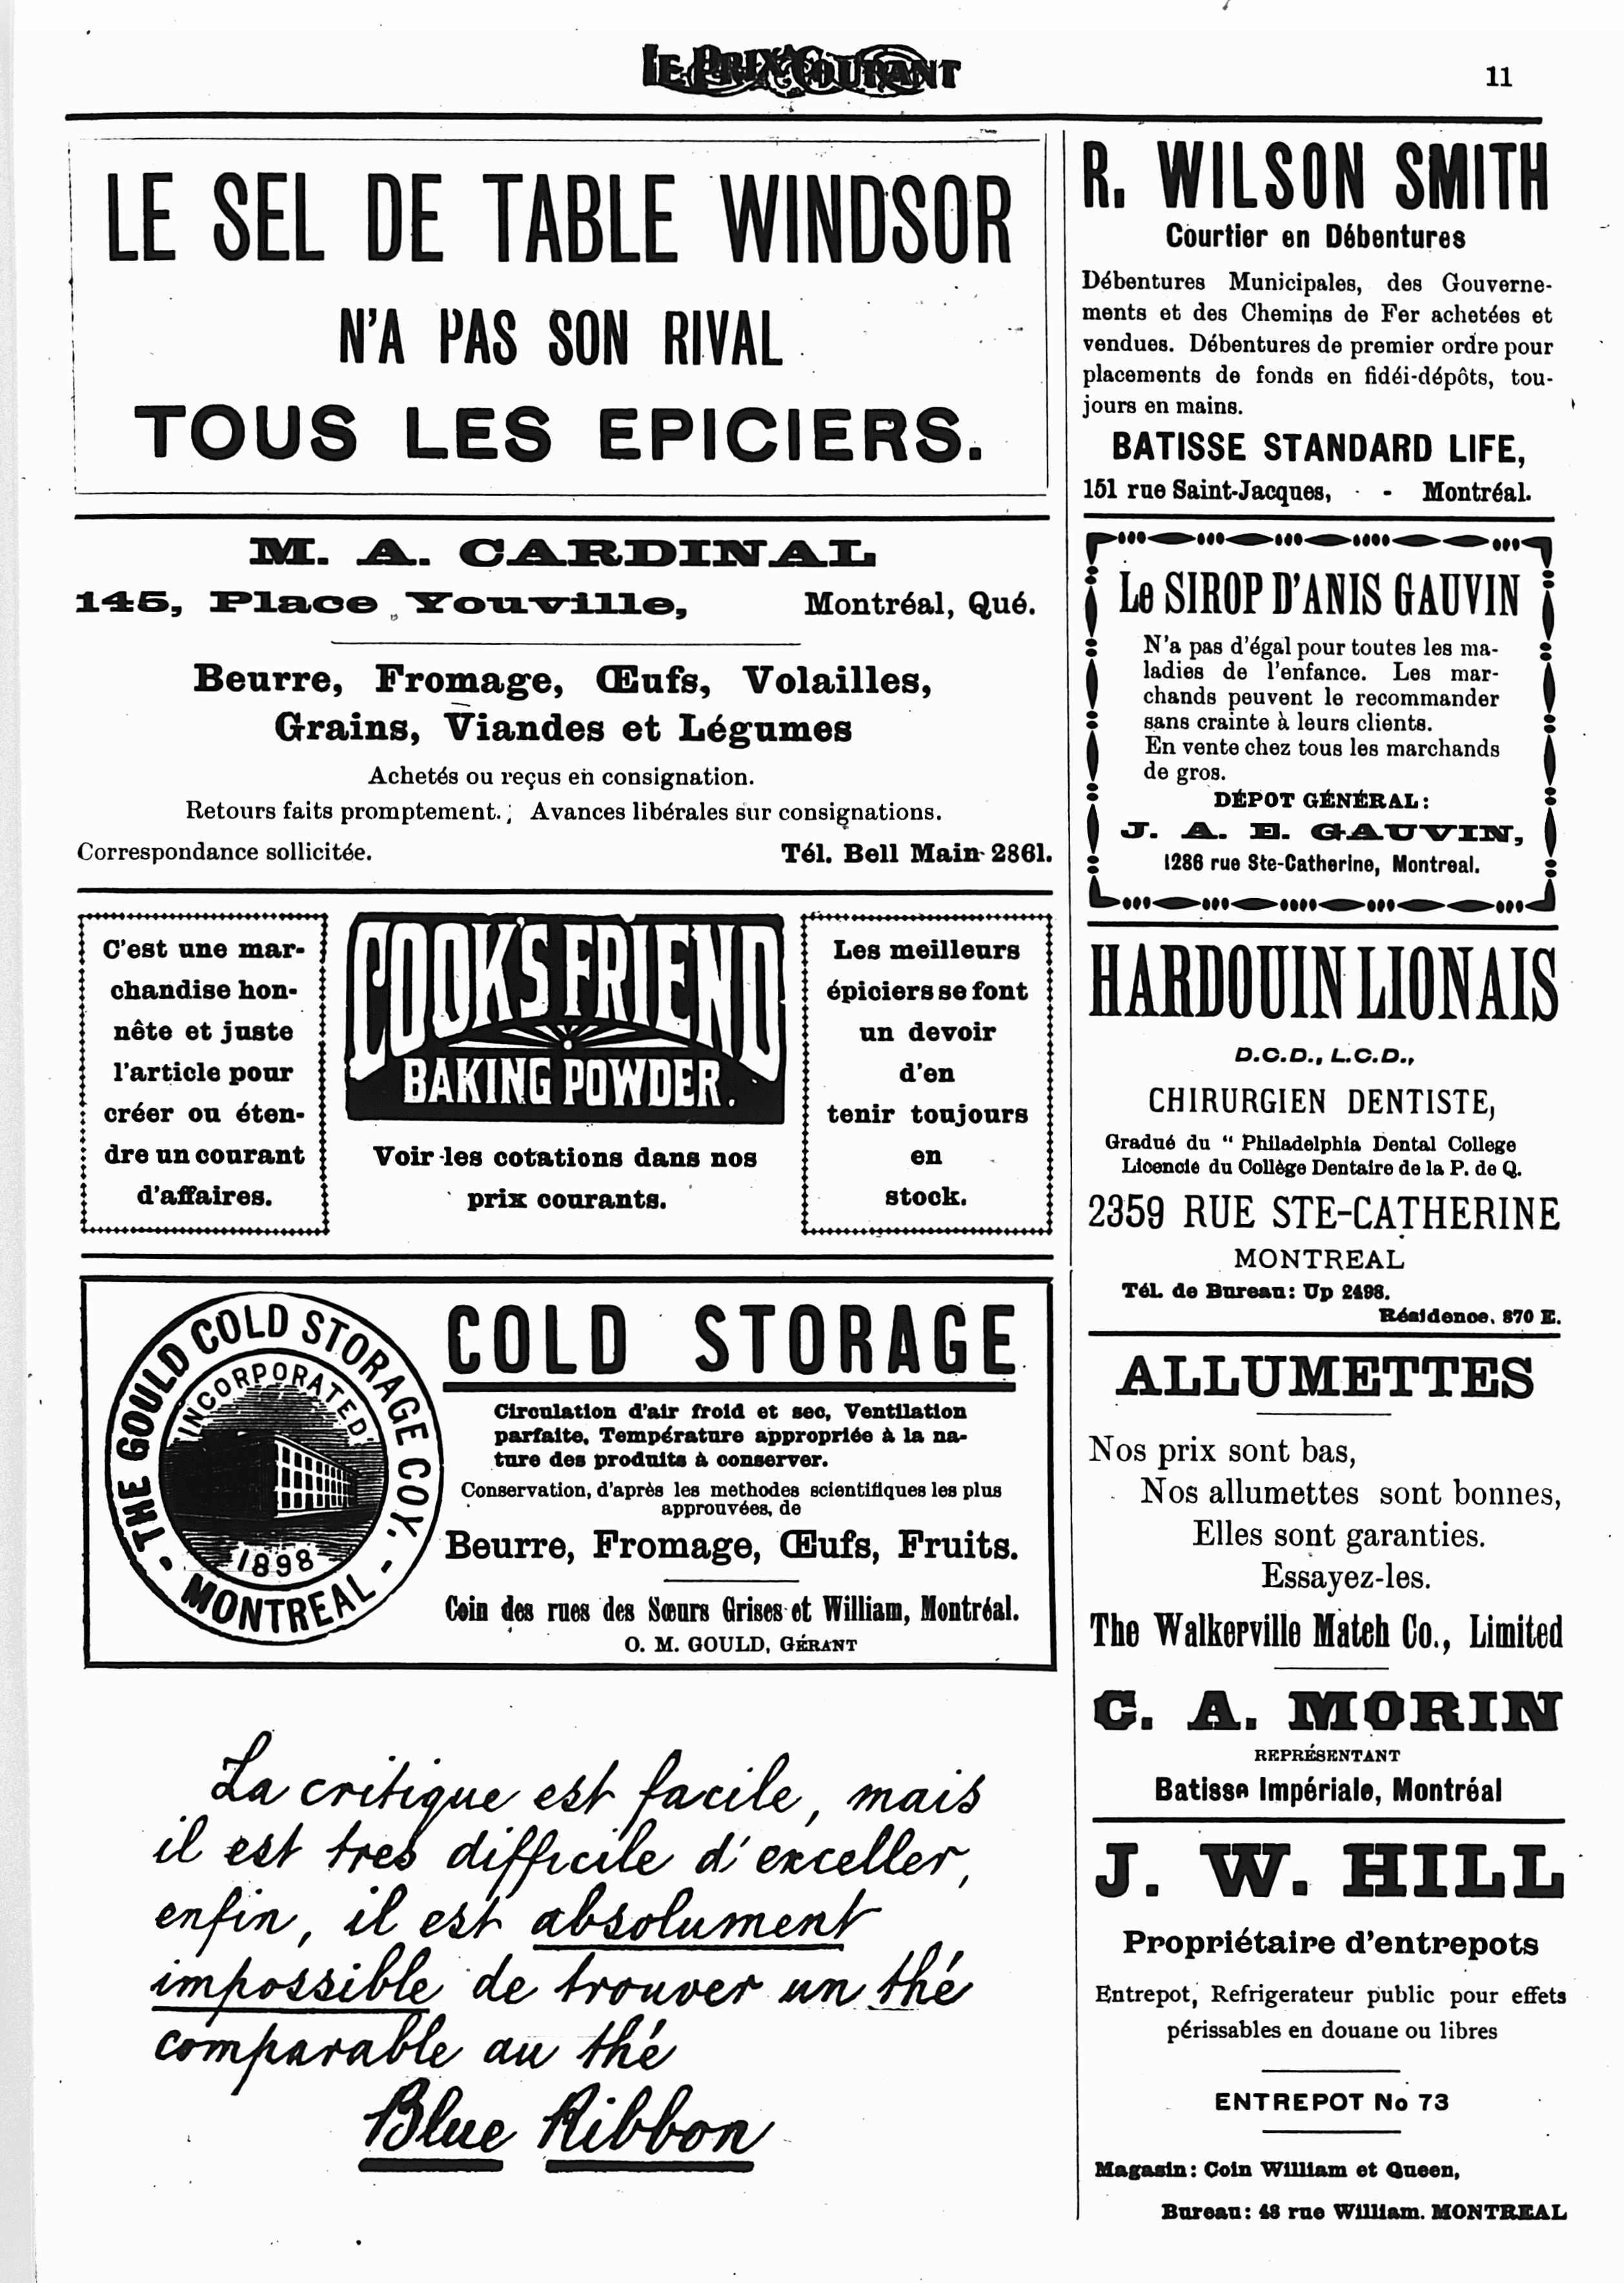 LE PRIX COURANT
11
LE SEL DE TABLE WINDSOR
N'A PAS SON RIVAL
TOUS LES EPICIERS.
M. A. CARDINAL
145, Place Youville, Montréal, Qué.
Beurre, Fromage, Œufs, Volailles,
Grains, Viandes et Légumes
Achetés ou reçus en consignation.
Retours faits promptement. ; Avances libérales sur consignations.
Correspondance sollicitée. Tél. Bell Main 2861.
C'est une mar-
chandise hon-
nête et juste
l'article pour
créer ou éten-
dre un courant
d'affaires.
COOK'S FRIEND
BAKING POWDER.
Voir les cotations dans nos
prix courants.
Les meilleurs
épiciers se font
un devoir
d'en
tenir toujours
en
stock.
THE GOULD COLD STORAGE COY.
INCORPORATED
1898
- MONTREAL -
COLD STORAGE
Circulation d'air froid et sec, Ventilation
parfaite, Température appropriée à la na-
ture des produits à conserver.
Conservation, d'après les methodes scientifiques les plus
approuvées, de
Beurre, Fromage, Œufs, Fruits.
Coin des rues des Sœurs Grises et William, Montréal.
O. M. GOULD, GÉRANT
La critique est facile, mais
il est tres difficile d'exceller,
enfin, il est absolument
impossible de trouver un thé
comparable au thé
Blue Ribbon
R. WILSON SMITH
Courtier en Débentures
Débentures Municipales, des Gouverne-
ments et des Chemins de Fer achetées et
vendues. Débentures de premier ordre pour
placements de fonds en fidéi-dépôts, tou-
jours en mains.
BATISSE STANDARD LIFE,
151 rue Saint-Jacques, - - Montréal.
Le SIROP D'ANIS GAUVIN
N'a pas d'égal pour toutes les ma-
ladies de l'enfance. Les mar-
chands peuvent le recommander
sans crainte à leurs clients.
En vente chez tous les marchands
de gros.
DÉPOT GÉNÉRAL:
J. A. E. GAUVIN,
1286 rue Ste-Catherine, Montreal.
HARDOUIN LIONAIS
D.C.D., L.C.D.,
CHIRURGIEN DENTISTE,
Gradué du “ Philadelphia Dental College
Licencié du Collège Dentaire de la P. de Q.
2359 RUE STE-CATHERINE
MONTREAL
Tél. de Bureau: Up 2498.
Résidence, 870 E.
ALLUMETTES
Nos prix sont bas,
Nos allumettes sont bonnes,
Elles sont garanties.
Essayez-les.
The Walkerville Match Co., Limited
C. A. MORIN
REPRÉSENTANT
Batisse Impériale, Montréal
J. W. HILL
Propriétaire d'entrepots
Entrepot, Refrigerateur public pour effets
périssables en douane ou libres
ENTREPOT No 73
Magasin: Coin William et Queen,
Bureau: 48 rue William. MONTREAL